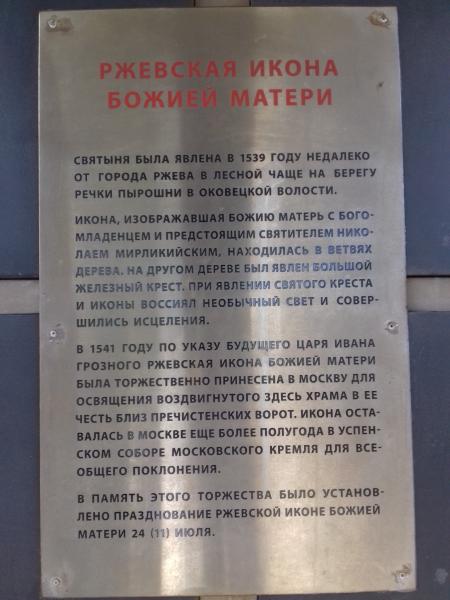 РЖЕВСКАЯ ИКОНА
БОЖИЕЙ МАТЕРИ
СВЯТЫНЯ БЫЛА ЯВЛЕНА В 1539 ГОДУ НЕДАЛЕКО
ОТ ГОРОДА РЖЕВА В ЛЕСНОЙ ЧАЩЕ НА БЕРЕГУ
РЕЧКИ ПЫРОШНИ В ОКОВЕЦКОЙ ВОЛОСТИ.
ИКОНА, ИЗОБРАЖАВШАЯ БОЖИЮ МАТЕРЬ С БОГО-
МЛАДЕНЦЕМ И ПРЕДСТОЯЩИМ СВЯТИТЕЛЕМ НИКО-
ЛАЕМ МИРЛИКИЙСКИМ, НАХОДИЛАСЬ В ВЕТВЯХ
ДЕРЕВА. НА ДРУГОМ ДЕРЕВЕ БЫЛ ЯВЛЕН БОЛЬШОЙ
ЖЕЛЕЗНЫЙ КРЕСТ. ПРИ ЯВЛЕНИИ СВЯТОГО КРЕСТА
И ИКОНЫ ВОССИЯЛ НЕОБЫЧНЫЙ СВЕТ И СОВЕР-
ШИЛИСЬ ИСЦЕЛЕНИЯ.
В 1541 ГОДУ ПО УКАЗУ БУДУЩЕГО ЦАРЯ ИВАНА
ГРОЗНОГО РЖЕВСКАЯ ИКОНА БОЖИЕЙ МАТЕРИ
БЫЛА ТОРЖЕСТВЕННО ПРИНЕСЕНА В МОСКВУ ДЛЯ
ОСВЯЩЕНИЯ ВОЗДВИГНУТОГО ЗДЕСЬ ХРАМА В ЕЕ
ЧЕСТЬ БЛИЗ ПРЕЧИСТЕНСКИХ ВОРОТ. ИКОНА ОСТА-
ВАЛАСЬ В МОСКВЕ ЕЩЕ БОЛЕЕ ПОЛУГОДА В УСПЕН-
СКОМ СОБОРЕ МОСКОВСКОГО КРЕМЛЯ ДЛЯ ВСЕ-
ОБЩЕГО ПОКЛОНЕНИЯ.
В ПАМЯТЬ ЭТОГО ТОРЖЕСТВА БЫЛО УСТАНОВ-
ЛЕНО ПРАЗДНОВАНИЕ РЖЕВСКОЙ ИКОНЕ БОЖИЕЙ
МАТЕРИ 24 (11) ИЮЛЯ.